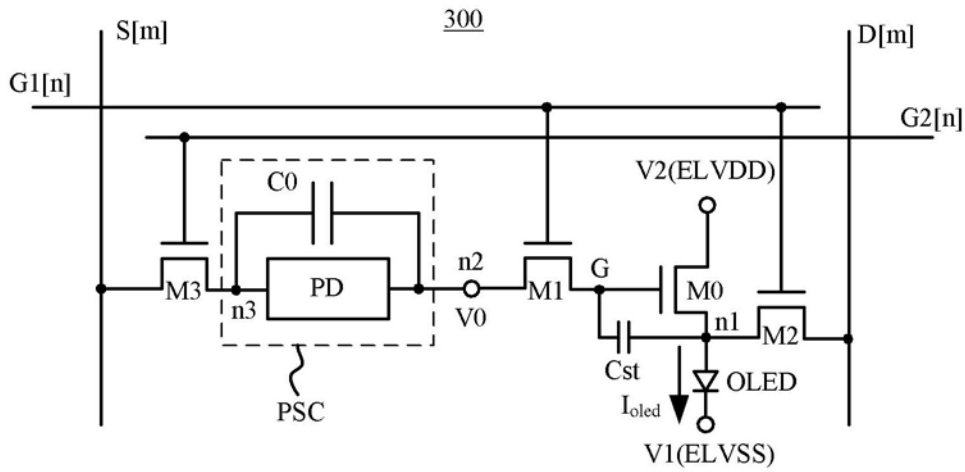 300
S[m]
D[m]
G1[n]
G2[n]
C0
V2(ELVDD)
n2
G
M0
M3
n3
PD
V0
M1
n1
M2
Cst
OLED
PSC
Ioled
V1(ELVSS)